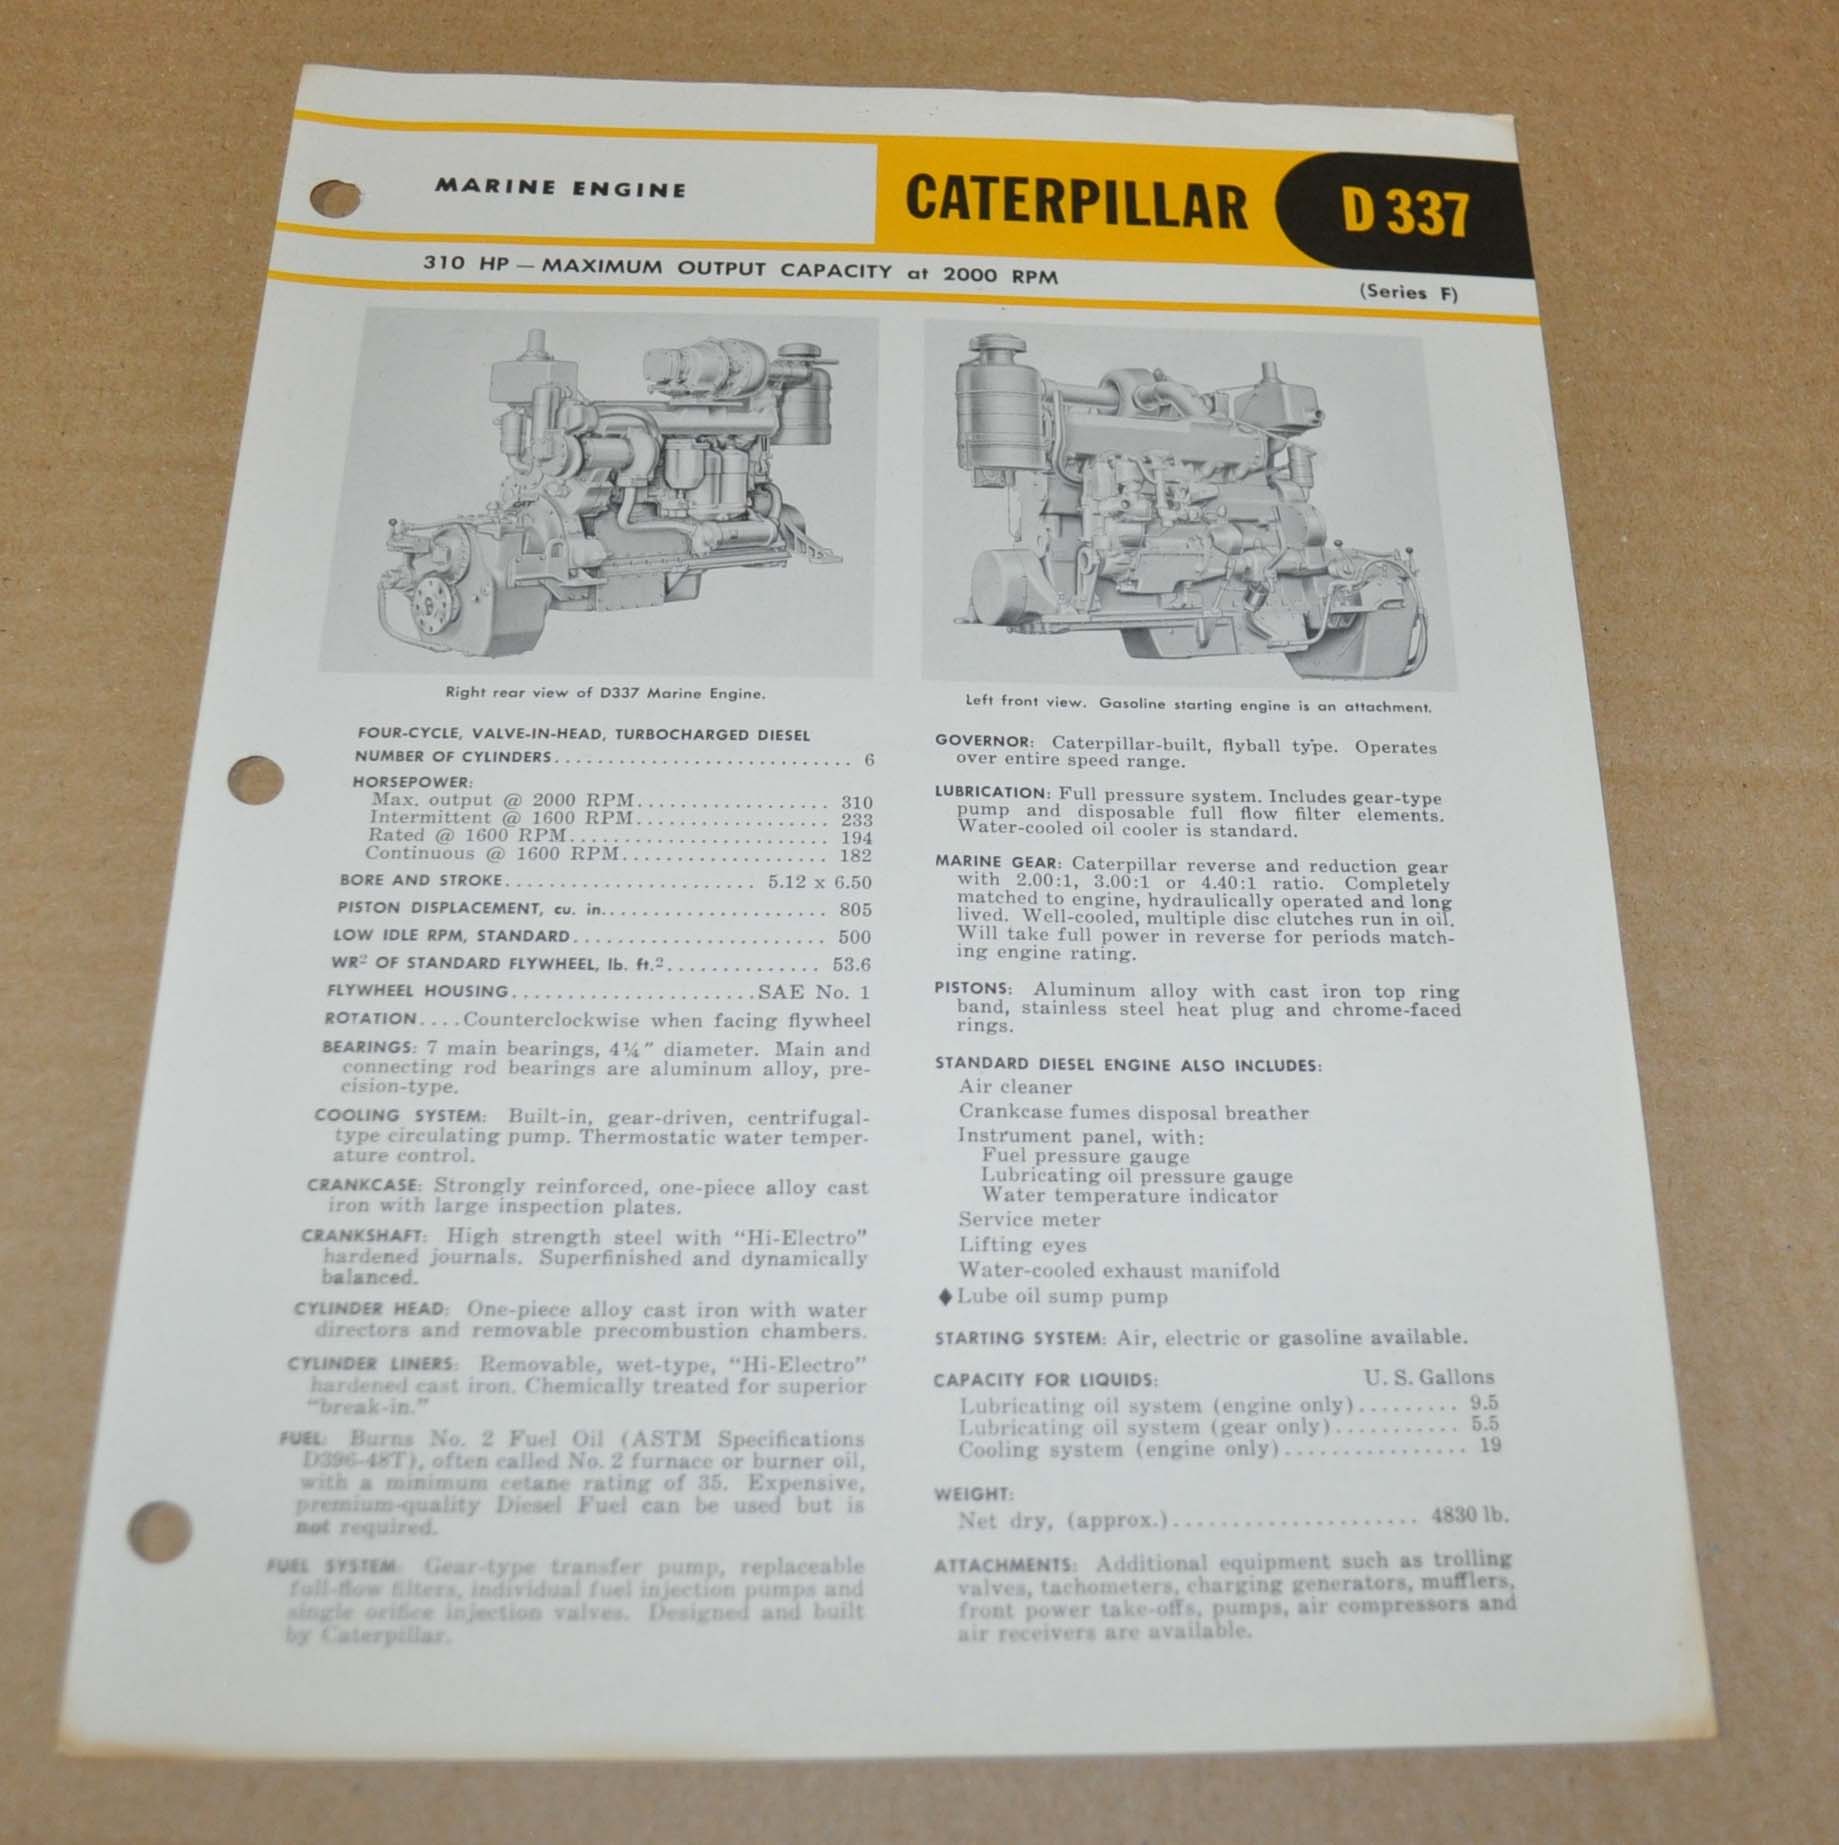 MARINE ENGINE
CATERPILLAR
D 337
310 HP — MAXIMUM OUTPUT CAPACITY at 2000 RPM
(Series F)
CAT
Right rear view of D337 Marine Engine.
Left front view. Gasoline starting engine is an attachment.
FOUR-CYCLE, VALVE-IN-HEAD, TURBOCHARGED DIESEL
NUMBER OF CYLINDERS............................ 6
HORSEPOWER:
Max. output @ 2000 RPM.................. 310
Intermittent @ 1600 RPM.................. 233
Rated @ 1600 RPM........................ 194
Continuous @ 1600 RPM................... 182
BORE AND STROKE....................... 5.12 x 6.50
PISTON DISPLACEMENT, cu. in..................... 805
LOW IDLE RPM, STANDARD........................ 500
WR² OF STANDARD FLYWHEEL, lb. ft.².............. 53.6
FLYWHEEL HOUSING......................SAE No. 1
ROTATION....Counterclockwise when facing flywheel
BEARINGS: 7 main bearings, 4¼" diameter. Main and
connecting rod bearings are aluminum alloy, pre-
cision-type.
COOLING SYSTEM: Built-in, gear-driven, centrifugal-
type circulating pump. Thermostatic water temper-
ature control.
CRANKCASE: Strongly reinforced, one-piece alloy cast
iron with large inspection plates.
CRANKSHAFT: High strength steel with "Hi-Electro"
hardened journals. Superfinished and dynamically
balanced.
CYLINDER HEAD: One-piece alloy cast iron with water
directors and removable precombustion chambers.
CYLINDER LINERS: Removable, wet-type, "Hi-Electro"
hardened cast iron. Chemically treated for superior
"break-in."
FUEL: Burns No. 2 Fuel Oil (ASTM Specifications
D396-48T), often called No. 2 furnace or burner oil,
with a minimum cetane rating of 35. Expensive,
premium-quality Diesel Fuel can be used but is
not required.
FUEL SYSTEM: Gear-type transfer pump, replaceable
full-flow filters, individual fuel injection pumps and
single orifice injection valves. Designed and built
by Caterpillar.
GOVERNOR: Caterpillar-built, flyball type. Operates
over entire speed range.
LUBRICATION: Full pressure system. Includes gear-type
pump and disposable full flow filter elements.
Water-cooled oil cooler is standard.
MARINE GEAR: Caterpillar reverse and reduction gear
with 2.00:1, 3.00:1 or 4.40:1 ratio. Completely
matched to engine, hydraulically operated and long
lived. Well-cooled, multiple disc clutches run in oil.
Will take full power in reverse for periods match-
ing engine rating.
PISTONS: Aluminum alloy with cast iron top ring
band, stainless steel heat plug and chrome-faced
rings.
STANDARD DIESEL ENGINE ALSO INCLUDES:
Air cleaner
Crankcase fumes disposal breather
Instrument panel, with:
Fuel pressure gauge
Lubricating oil pressure gauge
Water temperature indicator
Service meter
Lifting eyes
Water-cooled exhaust manifold
♦Lube oil sump pump
STARTING SYSTEM: Air, electric or gasoline available.
CAPACITY FOR LIQUIDS: U. S. Gallons
Lubricating oil system (engine only)......... 9.5
Lubricating oil system (gear only)........... 5.5
Cooling system (engine only)................ 19
WEIGHT:
Net dry, (approx.)...................... 4830 lb.
ATTACHMENTS: Additional equipment such as trolling
valves, tachometers, charging generators, mufflers,
front power take-offs, pumps, air compressors and
air receivers are available.